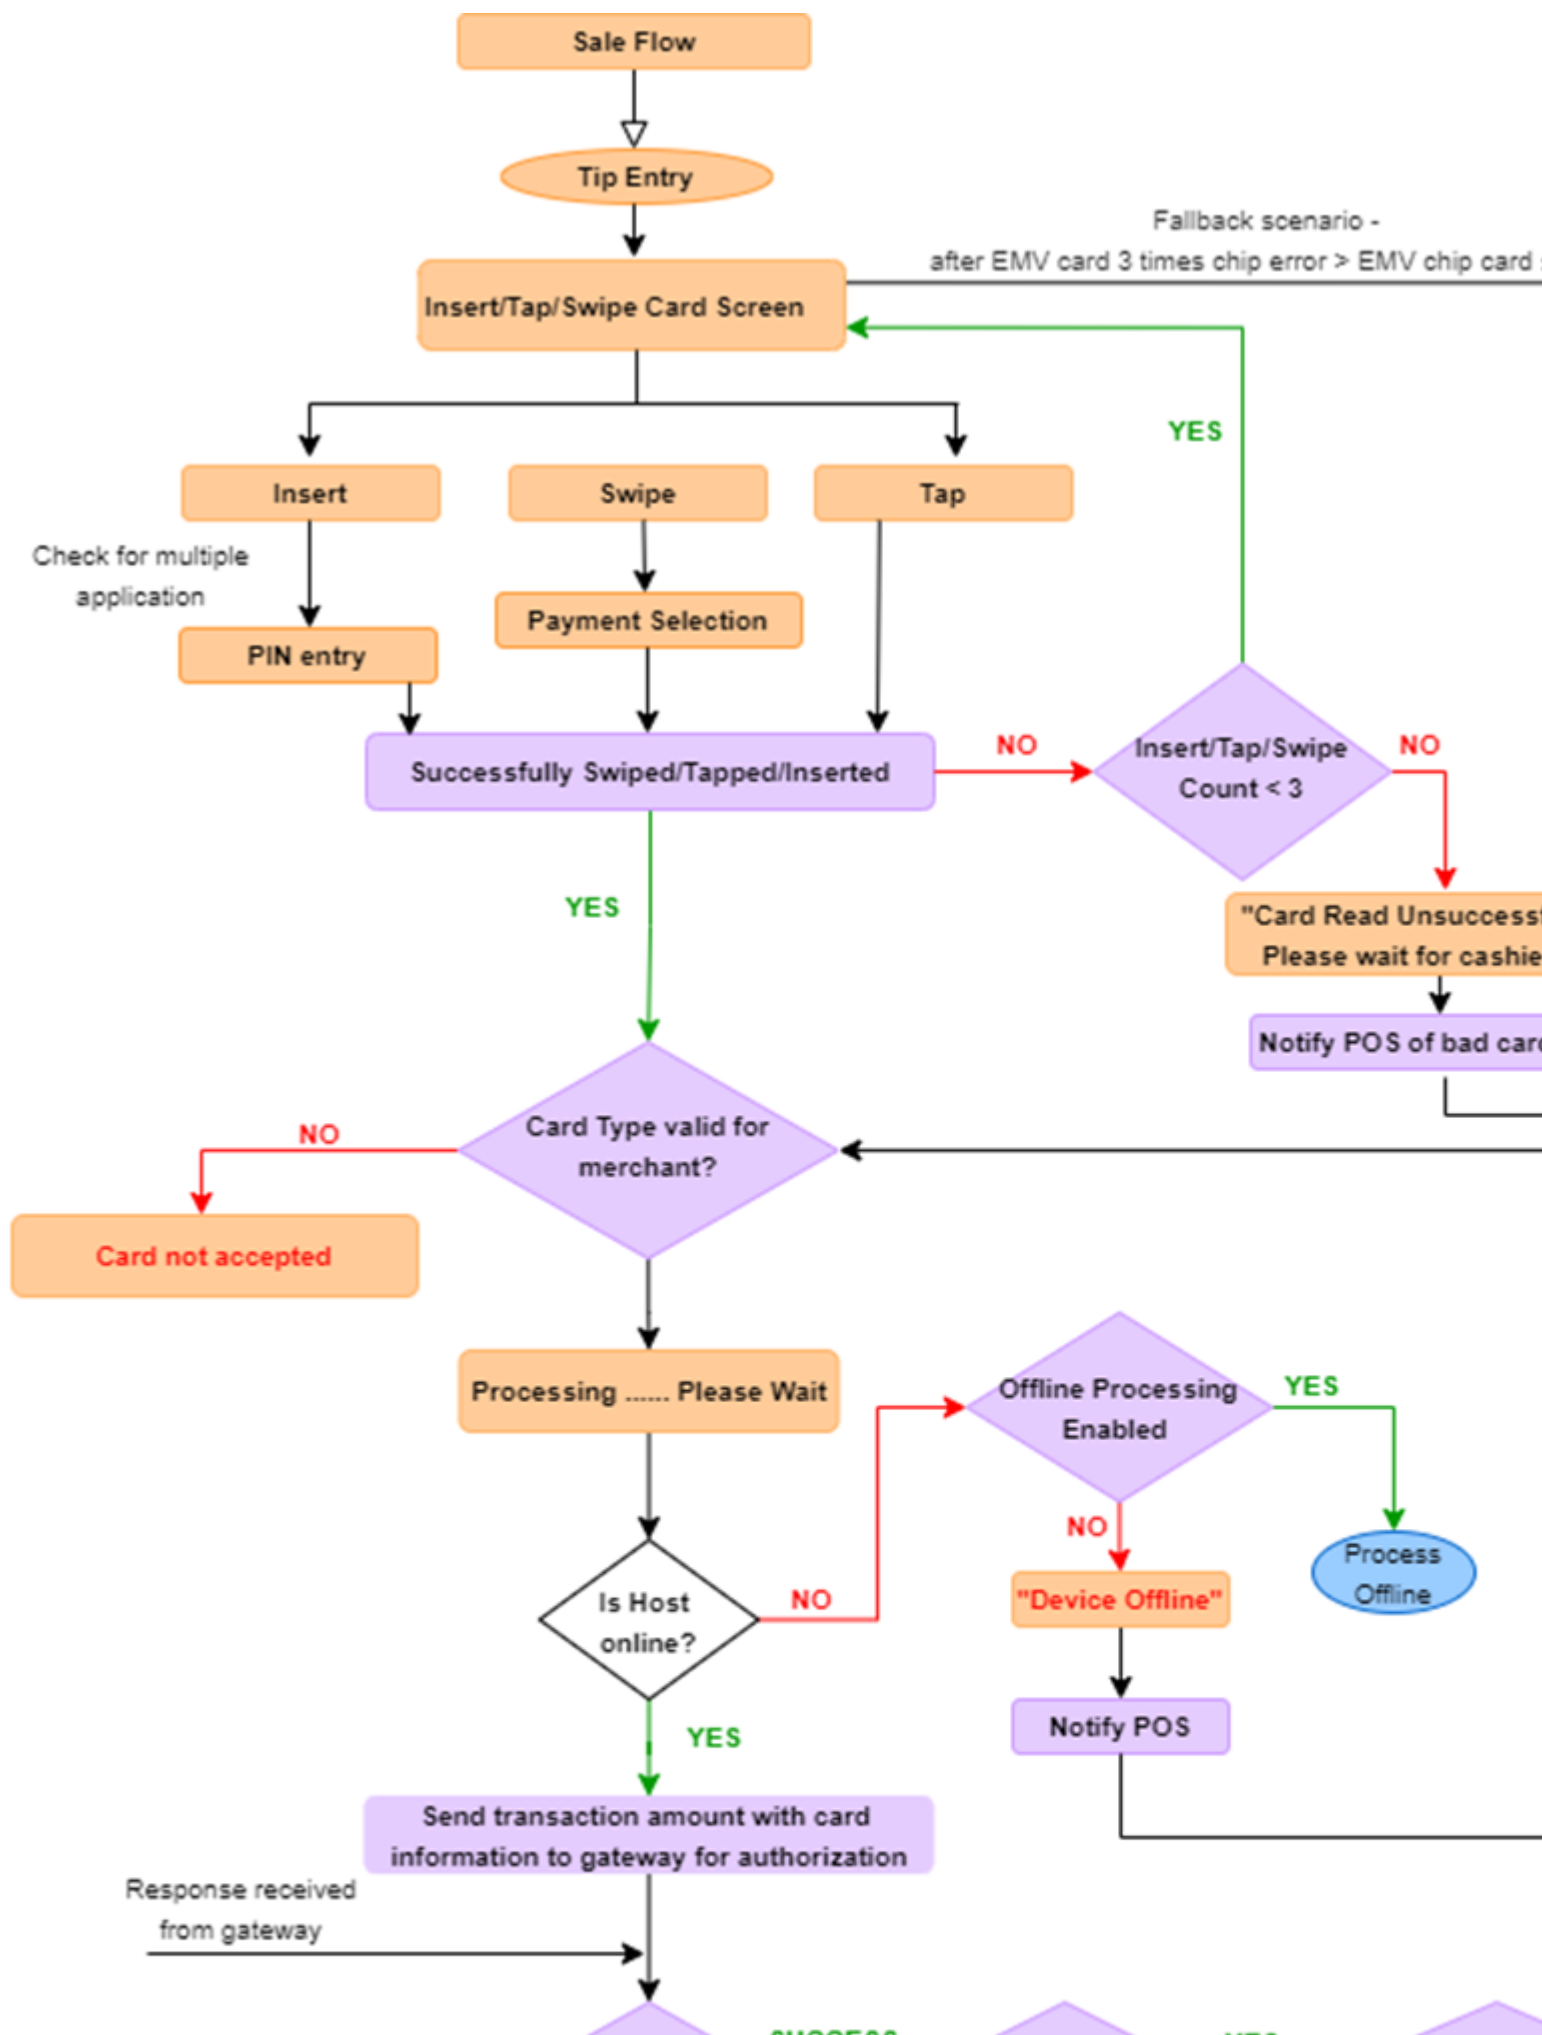 Sale Flow
Tip Entry
Fallback scenario -
after EMV card 3 times chip error > EMV chip card
Insert/Tap/Swipe Card Screen
YES
Insert
Swipe
Tap
Check for multiple
application
Payment Selection
PIN entry
Successfully Swiped/Tapped/Inserted
NO
Insert/Tap/Swipe
Count < 3
NO
YES
"Card Read
Please wait for
Notify POS of bad
Card Type valid for
merchant?
NO
Card not accepted
Processing ...... Please Wait
Offline Processing
Enabled
YES
NO
Process
Offline
Is Host
online?
NO
"Device Offline"
Notify POS
YES
Send transaction amount with card
information to gateway for authorization
Response received
from gateway
SUCCESS
YES